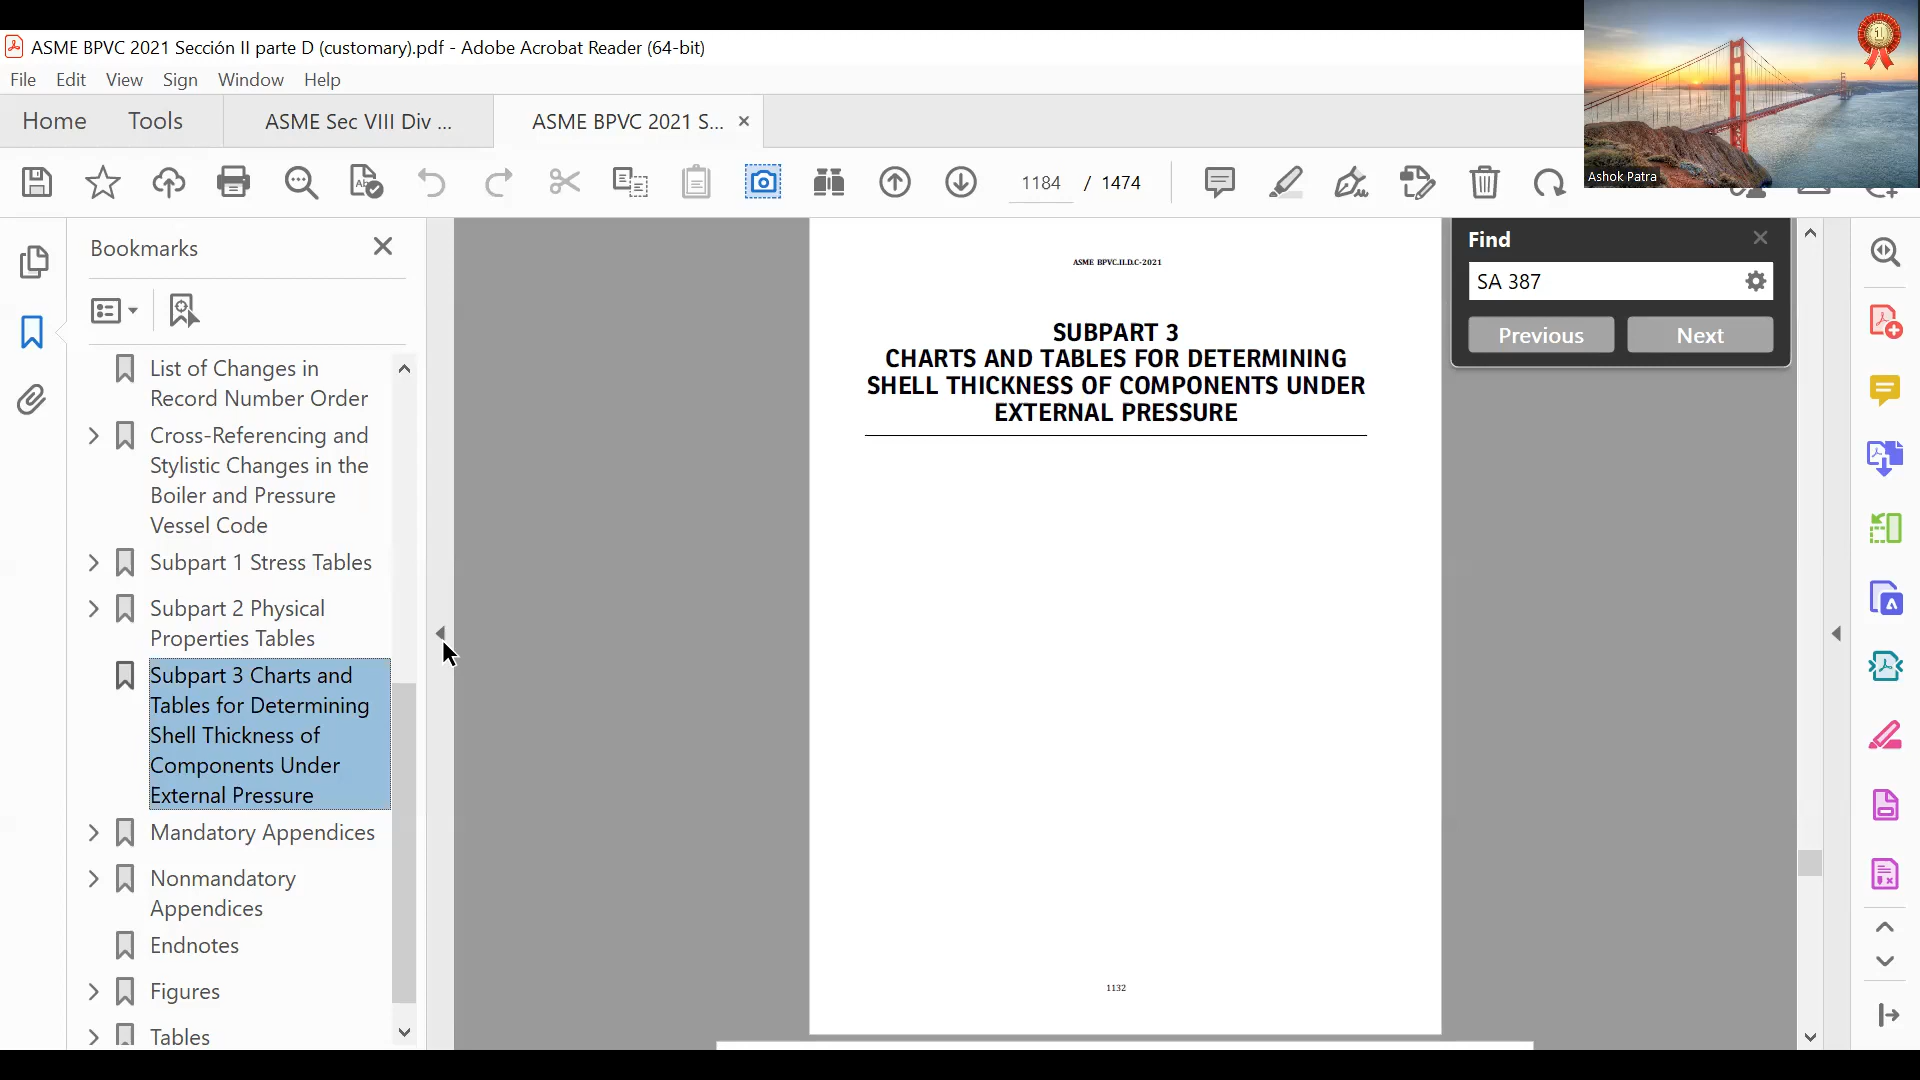 ASME BPVC 2021 Sección II parte D (customary).pdf - Adobe Acrobat Reader (64-bit)
File Edit View Sign Window Help
Home Tools ASME Sec VIII Div ... ASME BPVC 2021 S... ×
1184 / 1474
1
Ashok Patra
Bookmarks
List of Changes in
Record Number Order
Cross-Referencing and
Stylistic Changes in the
Boiler and Pressure
Vessel Code
Subpart 1 Stress Tables
Subpart 2 Physical
Properties Tables
Subpart 3 Charts and
Tables for Determining
Shell Thickness of
Components Under
External Pressure
Mandatory Appendices
Nonmandatory
Appendices
Endnotes
Figures
Tables
ASME BPVC.II.D.C-2021
SUBPART 3
CHARTS AND TABLES FOR DETERMINING
SHELL THICKNESS OF COMPONENTS UNDER
EXTERNAL PRESSURE
1132
Find
SA 387
Previous Next